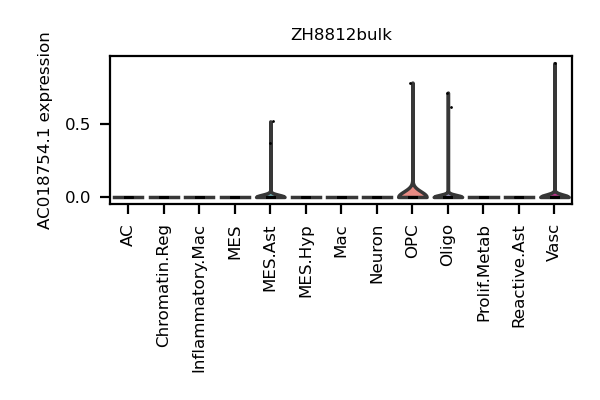 ZH8812bulk
AC018754.1 expression
0.5
0.0
AC
Chromatin.Reg
Inflammatory.Mac
MES
MES.Ast
MES.Hyp
Mac
Neuron
OPC
Oligo
Prolif.Metab
Reactive.Ast
Vasc